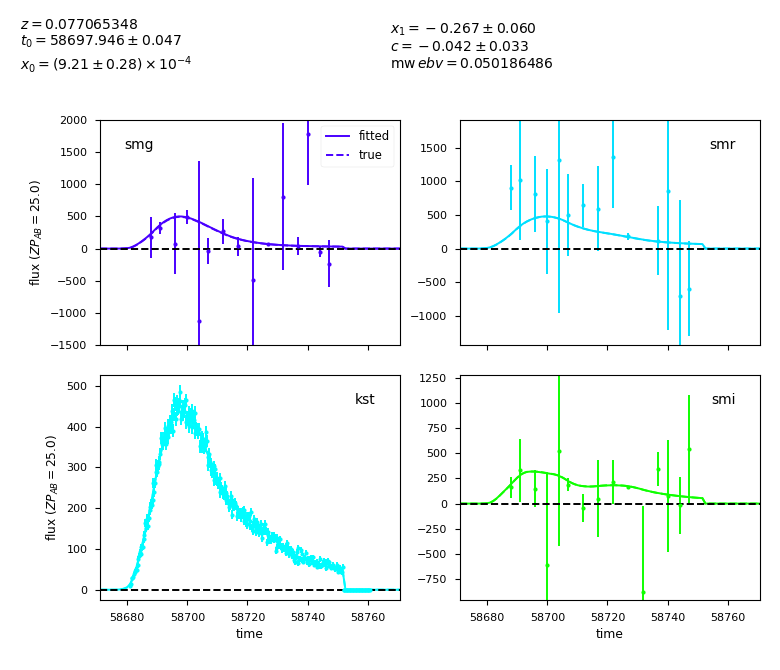 z = 0.077065348
t₀ = 58697.946 ± 0.047
x₀ = (9.21 ± 0.28) × 10⁻⁴
x₁ = −0.267 ± 0.060
c = −0.042 ± 0.033
mw ebv = 0.050186486
2000
1500
1000
500
0
−500
−1000
−1500
flux (ZP_AB = 25.0)
smg
fitted
true
1500
1000
500
0
−500
−1000
smr
500
400
300
200
100
0
flux (ZP_AB = 25.0)
kst
58680
58700
58720
58740
58760
time
1250
1000
750
500
250
0
−250
−500
−750
smi
58680
58700
58720
58740
58760
time